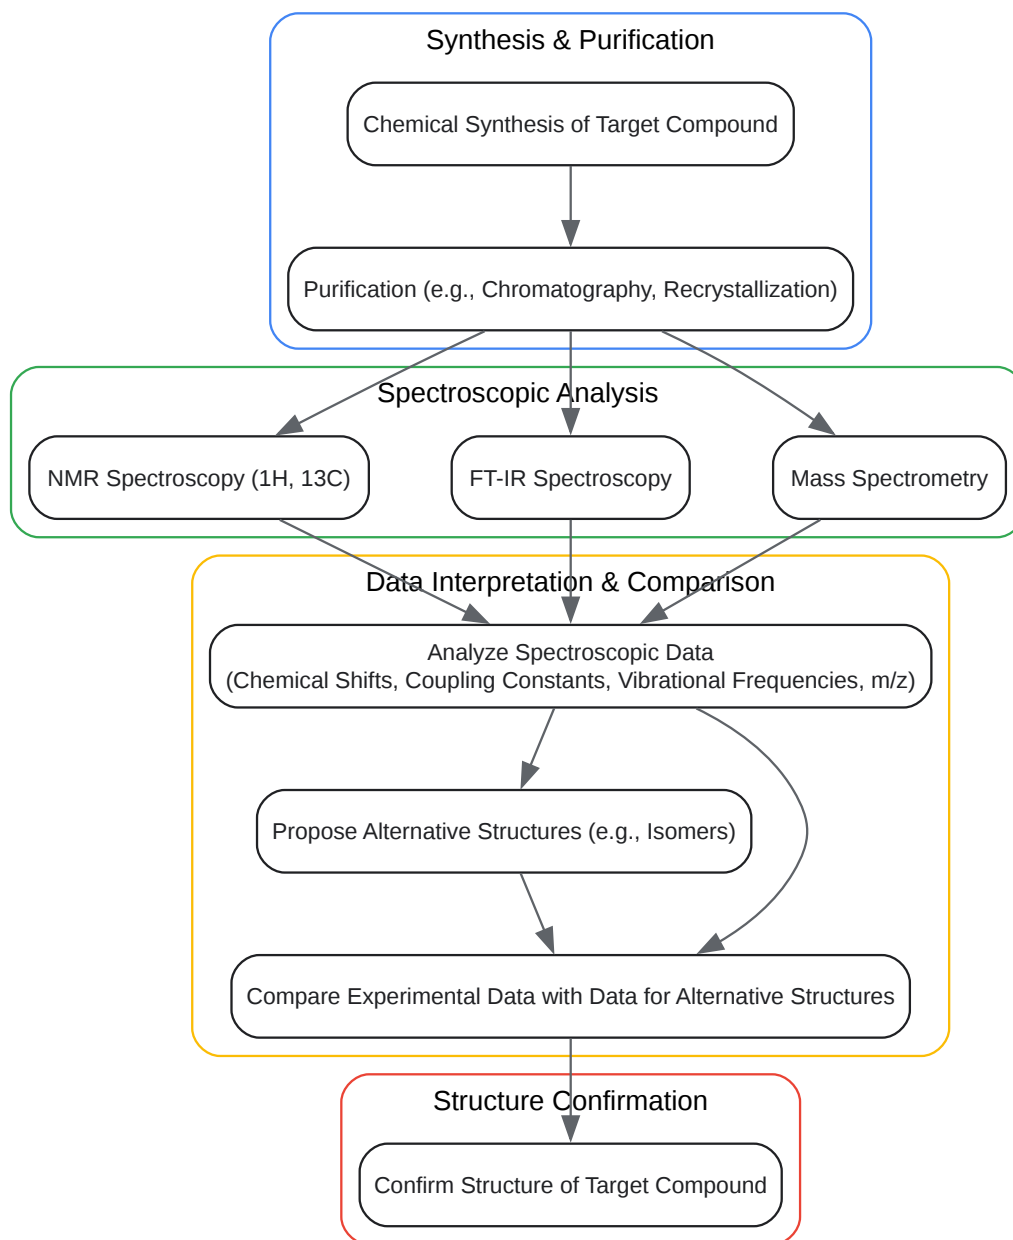 Synthesis & Purification
Chemical Synthesis of Target Compound
Purification (e.g., Chromatography, Recrystallization)
Spectroscopic Analysis
NMR Spectroscopy (1H, 13C)
FT-IR Spectroscopy
Mass Spectrometry
Data Interpretation & Comparison
Analyze Spectroscopic Data
(Chemical Shifts, Coupling Constants, Vibrational Frequencies, m/z)
Propose Alternative Structures (e.g., Isomers)
Compare Experimental Data with Data for Alternative Structures
Structure Confirmation
Confirm Structure of Target Compound